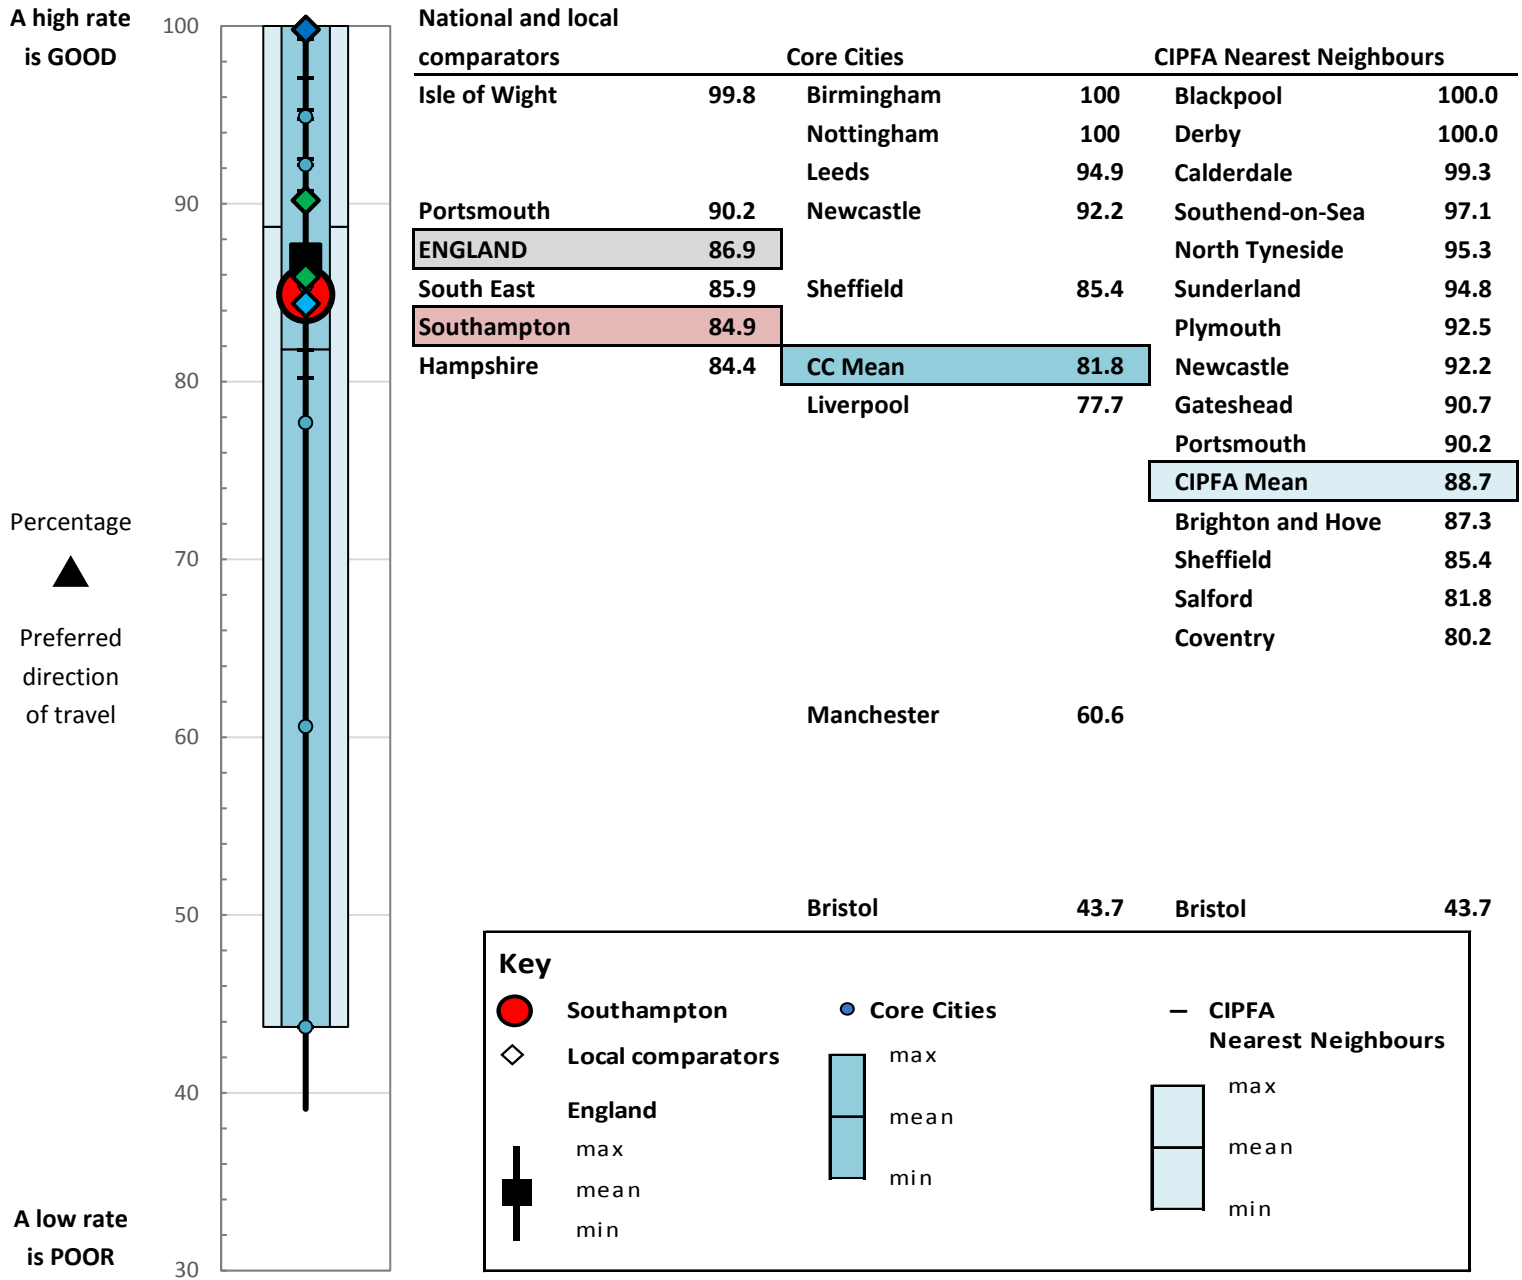 A high rate
is GOOD
Percentage
Preferred
direction
of travel
A low rate
is POOR
100
90
80
70
60
50
40
30
National and local
comparators Core Cities CIPFA Nearest Neighbours
Isle of Wight 99.8 Birmingham 100 Blackpool 100.0
Nottingham 100 Derby 100.0
Leeds 94.9 Calderdale 99.3
Portsmouth 90.2 Newcastle 92.2 Southend-on-Sea 97.1
ENGLAND 86.9 North Tyneside 95.3
South East 85.9 Sheffield 85.4 Sunderland 94.8
Southampton 84.9 Plymouth 92.5
Hampshire 84.4 CC Mean 81.8 Newcastle 92.2
Liverpool 77.7 Gateshead 90.7
Portsmouth 90.2
CIPFA Mean 88.7
Brighton and Hove 87.3
Sheffield 85.4
Salford 81.8
Coventry 80.2
Manchester 60.6
Bristol 43.7 Bristol 43.7
Key
Southampton
Local comparators
England
max
mean
min
Core Cities
max
mean
min
CIPFA
Nearest Neighbours
max
mean
min